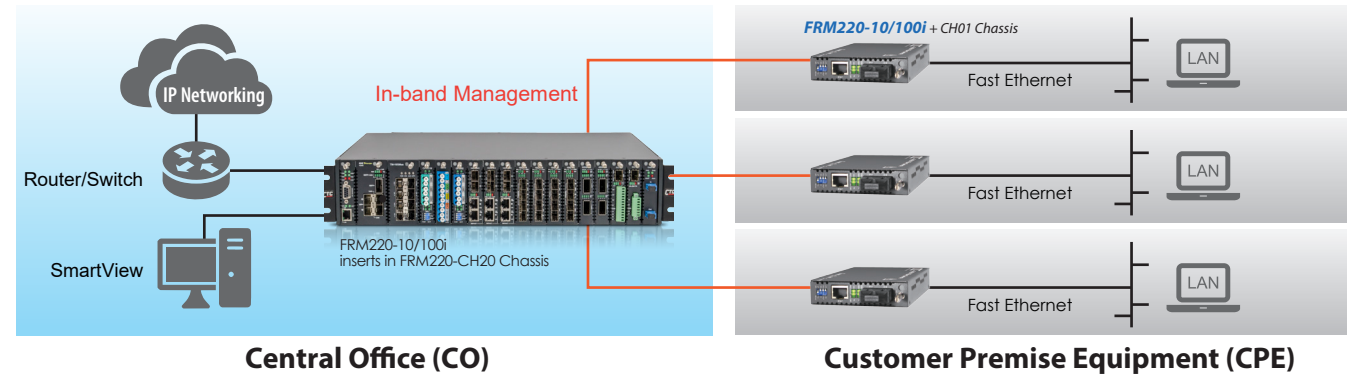 IP Networking
Router/Switch
SmartView
In-band Management
FRM220-10/100i
inserts in FRM220-CH20 Chassis
Central Office (CO)
FRM220-10/100i + CH01 Chassis
Fast Ethernet
LAN
Fast Ethernet
LAN
Fast Ethernet
LAN
Customer Premise Equipment (CPE)